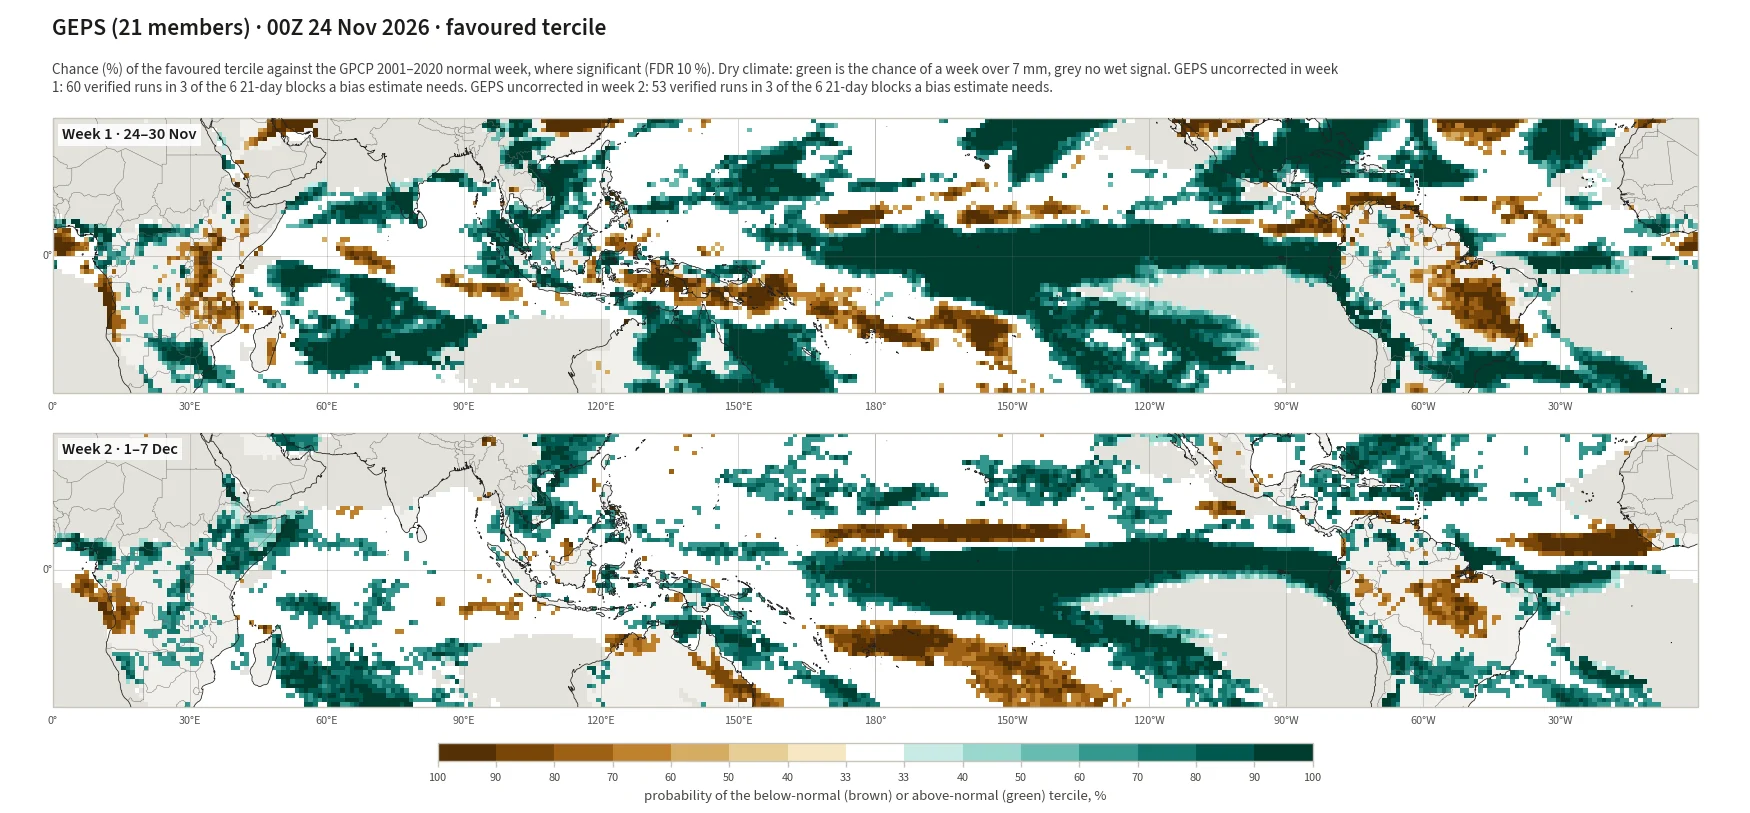 GEPS (21 members) · 00Z 24 Nov 2026 · favoured tercile
Chance (%) of the favoured tercile against the GPCP 2001–2020 normal week, where significant (FDR 10 %). Dry climate: green is the chance of a week over 7 mm, grey no wet signal. GEPS uncorrected in week
1: 60 verified runs in 3 of the 6 21-day blocks a bias estimate needs. GEPS uncorrected in week 2: 53 verified runs in 3 of the 6 21-day blocks a bias estimate needs.
Week 1 · 24–30 Nov
0°
0° 30°E 60°E 90°E 120°E 150°E 180° 150°W 120°W 90°W 60°W 30°W
Week 2 · 1–7 Dec
0°
0° 30°E 60°E 90°E 120°E 150°E 180° 150°W 120°W 90°W 60°W 30°W
100 90 80 70 60 50 40 33 33 40 50 60 70 80 90 100
probability of the below-normal (brown) or above-normal (green) tercile, %